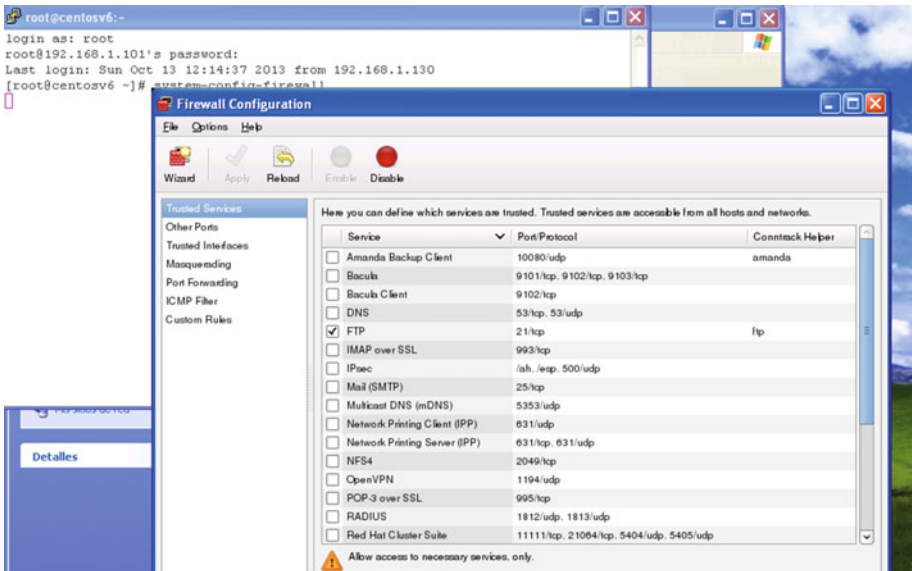 root@centosv6:~
login as: root
root@192.168.1.101's password:
Last login: Sun Oct 13 12:14:37 2013 from 192.168.1.130
[root@centosv6 ~]# system-config-firewall
Firewall Configuration
File Options Help
Wizard Apply Reload Enable Disable
Trusted Services
Other Ports
Trusted Interfaces
Masquerading
Port Forwarding
ICMP Filter
Custom Rules
Here you can define which services are trusted. Trusted services are accessible from all hosts and networks.
Service Port/Protocol Conntrack Helper
Amanda Backup Client 10080/udp amanda
Bacula 9101/tcp, 9102/tcp, 9103/tcp
Bacula Client 9102/tcp
DNS 53/tcp, 53/udp
FTP 21/tcp ftp
IMAP over SSL 993/tcp
IPsec /ah, /esp, 500/udp
Mail (SMTP) 25/tcp
Multicast DNS (mDNS) 5353/udp
Network Printing Client (IPP) 631/udp
Network Printing Server (IPP) 631/tcp, 631/udp
NFS4 2049/tcp
OpenVPN 1194/udp
POP-3 over SSL 995/tcp
RADIUS 1812/udp, 1813/udp
Red Hat Cluster Suite 11111/tcp, 21064/tcp, 5404/udp, 5405/udp
Allow access to necessary services, only.
Detalles